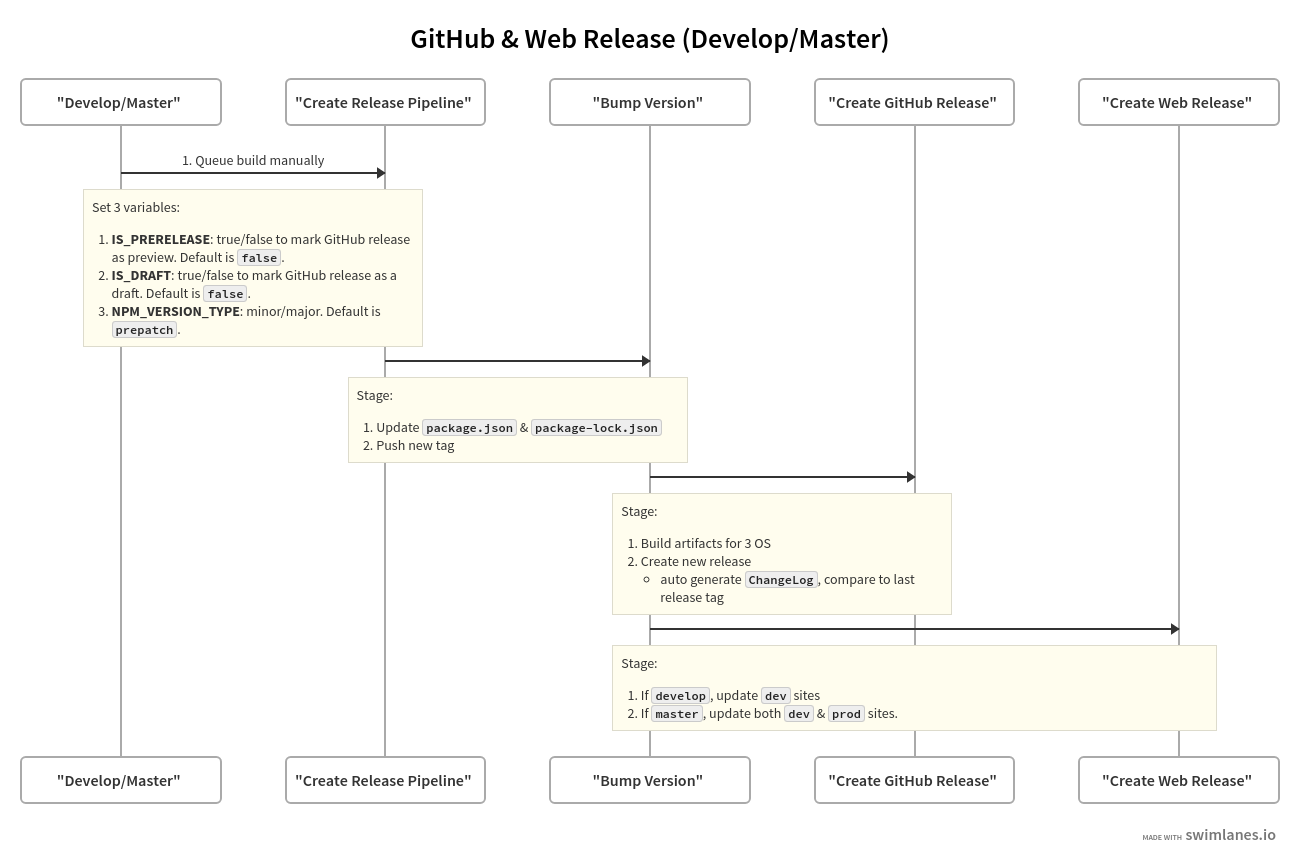 GitHub & Web Release (Develop/Master)
"Develop/Master"
"Create Release Pipeline"
"Bump Version"
"Create GitHub Release"
"Create Web Release"
1. Queue build manually
Set 3 variables:
1. IS_PRERELEASE: true/false to mark GitHub release
as preview. Default is false.
2. IS_DRAFT: true/false to mark GitHub release as a
draft. Default is false.
3. NPM_VERSION_TYPE: minor/major. Default is
prepatch.
Stage:
1. Update package.json & package-lock.json
2. Push new tag
Stage:
1. Build artifacts for 3 OS
2. Create new release
auto generate ChangeLog, compare to last
release tag
Stage:
1. If develop, update dev sites
2. If master, update both dev & prod sites.
"Develop/Master"
"Create Release Pipeline"
"Bump Version"
"Create GitHub Release"
"Create Web Release"
MADE WITH swimlanes.io